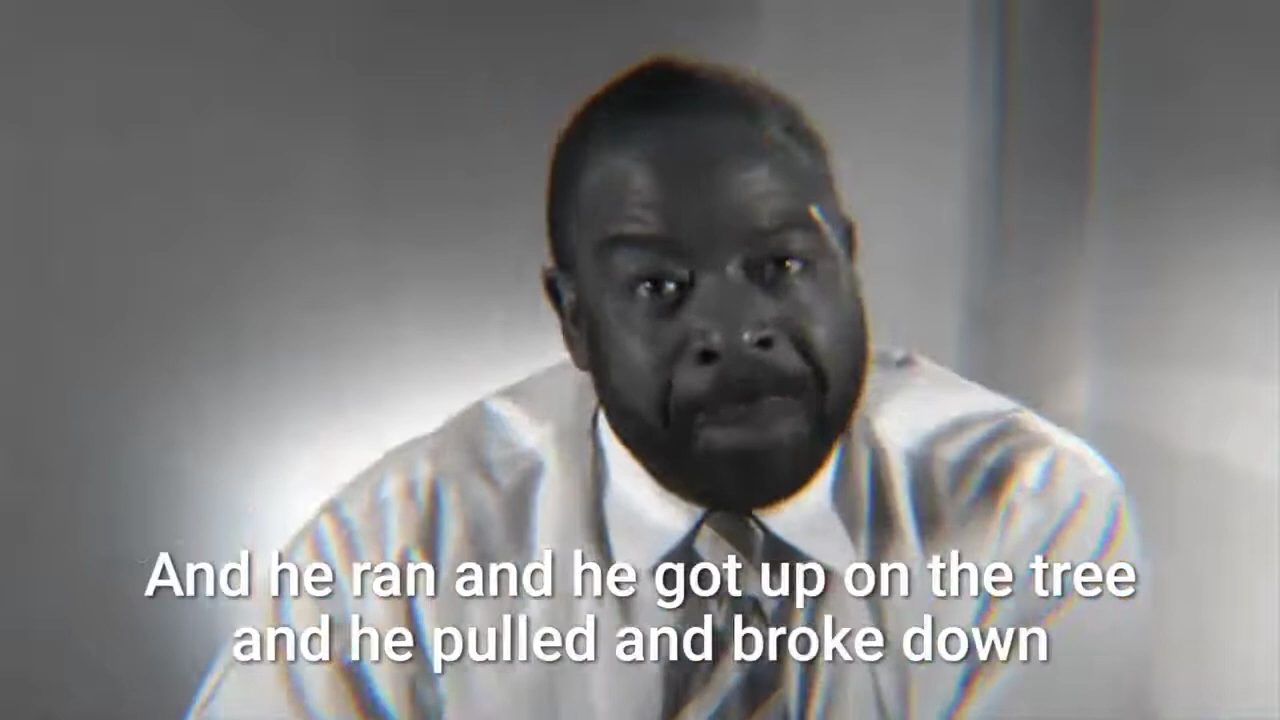 And he ran and he got up on the tree
and he pulled and broke down